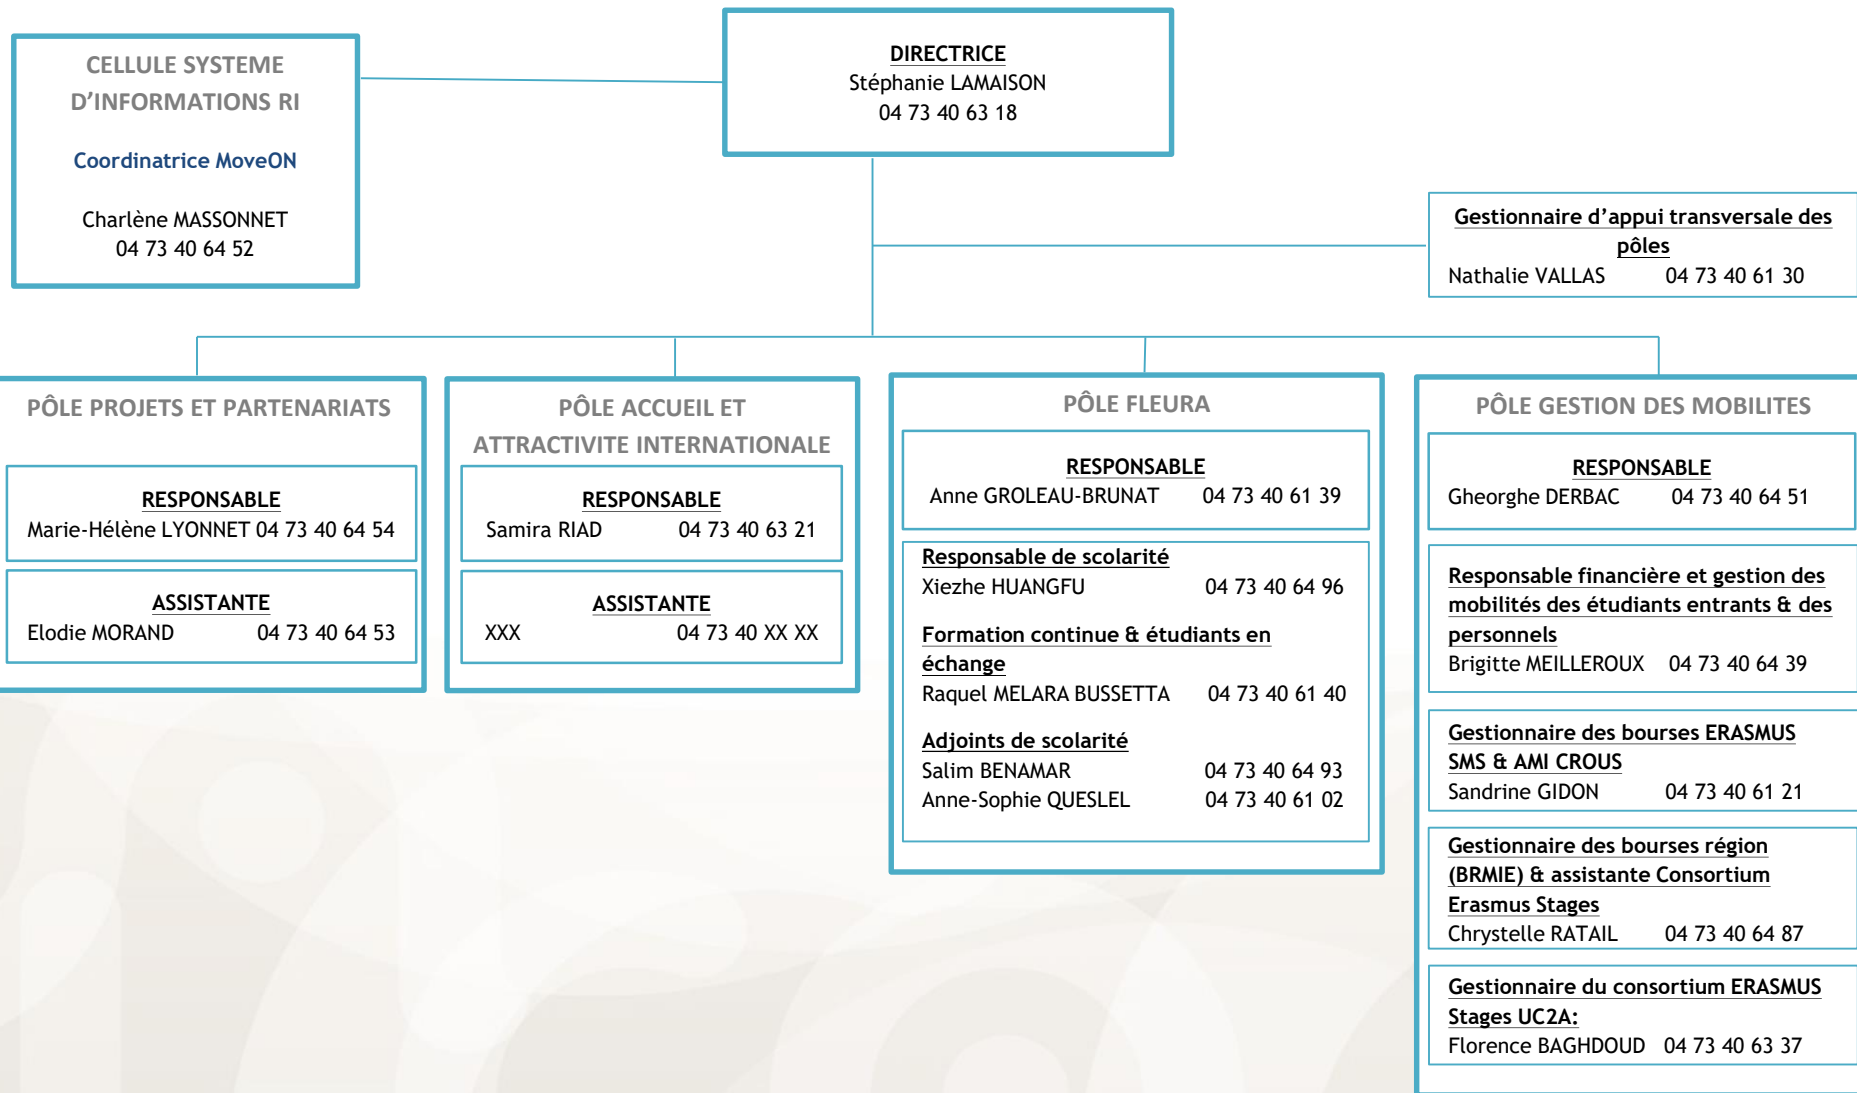 CELLULE SYSTEME
D’INFORMATIONS RI
Coordinatrice MoveON
Charlène MASSONNET
04 73 40 64 52
DIRECTRICE
Stéphanie LAMAISON
04 73 40 63 18
Gestionnaire d’appui transversale des
pôles
Nathalie VALLAS 04 73 40 61 30
PÔLE PROJETS ET PARTENARIATS
RESPONSABLE
Marie-Hélène LYONNET 04 73 40 64 54
ASSISTANTE
Elodie MORAND 04 73 40 64 53
PÔLE ACCUEIL ET
ATTRACTIVITE INTERNATIONALE
RESPONSABLE
Samira RIAD 04 73 40 63 21
ASSISTANTE
XXX 04 73 40 XX XX
PÔLE FLEURA
RESPONSABLE
Anne GROLEAU-BRUNAT 04 73 40 61 39
Responsable de scolarité
Xiezhe HUANGFU 04 73 40 64 96
Formation continue & étudiants en
échange
Raquel MELARA BUSSETTA 04 73 40 61 40
Adjoints de scolarité
Salim BENAMAR 04 73 40 64 93
Anne-Sophie QUESLEL 04 73 40 61 02
PÔLE GESTION DES MOBILITES
RESPONSABLE
Gheorghe DERBAC 04 73 40 64 51
Responsable financière et gestion des
mobilités des étudiants entrants & des
personnels
Brigitte MEILLEROUX 04 73 40 64 39
Gestionnaire des bourses ERASMUS
SMS & AMI CROUS
Sandrine GIDON 04 73 40 61 21
Gestionnaire des bourses région
(BRMIE) & assistante Consortium
Erasmus Stages
Chrystelle RATAIL 04 73 40 64 87
Gestionnaire du consortium ERASMUS
Stages UC2A:
Florence BAGHDOUD 04 73 40 63 37